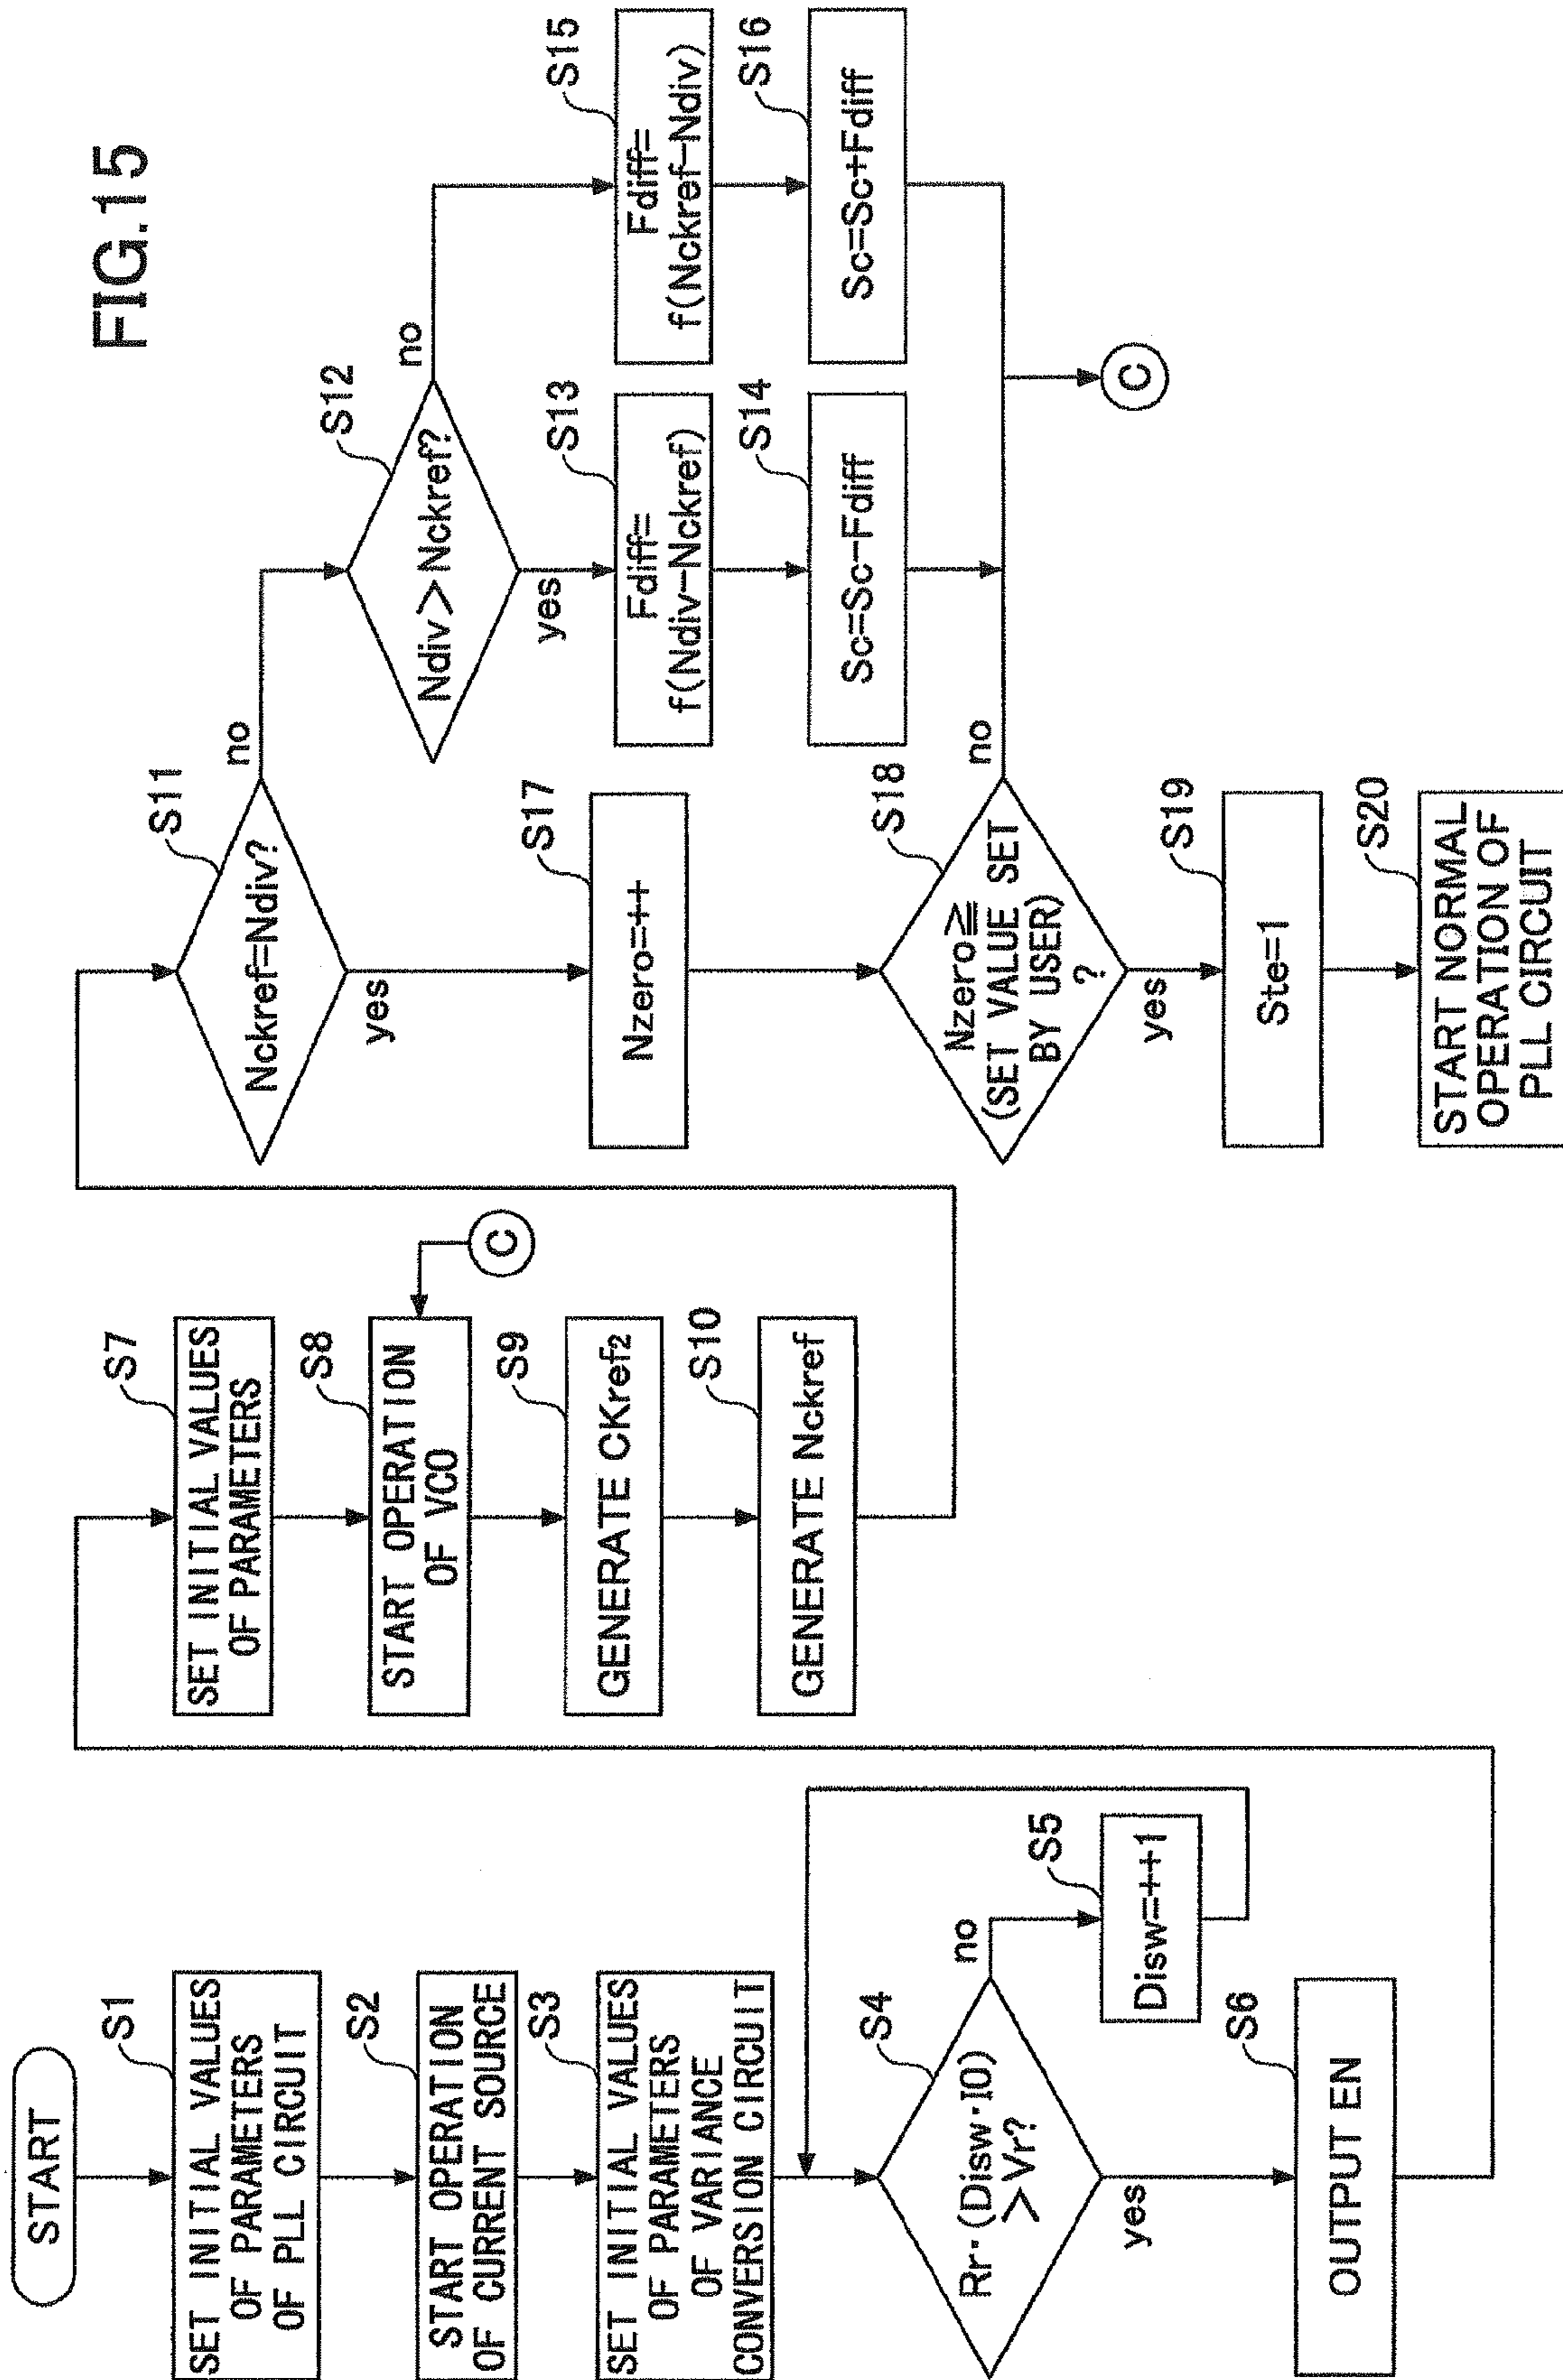 FIG.15
START
S1
SET INITIAL VALUES
OF PARAMETERS
OF PLL CIRCUIT
S2
START OPERATION
OF CURRENT SOURCE
S3
SET INITIAL VALUES
OF PARAMETERS
OF VARIANCE
CONVERSION CIRCUIT
S4
Rr·(Disw·I0)
>Vr?
no
yes
S5
Disw=++1
S6
OUTPUT EN
S7
SET INITIAL VALUES
OF PARAMETERS
S8
START OPERATION
OF VCO
C
S9
GENERATE CKref2
S10
GENERATE Nckref
S11
Nckref=Ndiv?
no
yes
S12
Ndiv>Nckref?
no
yes
S13
Fdiff=
f(Ndiv-Nckref)
S14
Sc=Sc-Fdiff
S15
Fdiff=
f(Nckref-Ndiv)
S16
Sc=Sc+Fdiff
C
S17
Nzero=++
S18
Nzero≧
(SET VALUE SET
BY USER)
?
no
yes
S19
Ste=1
S20
START NORMAL
OPERATION OF
PLL CIRCUIT